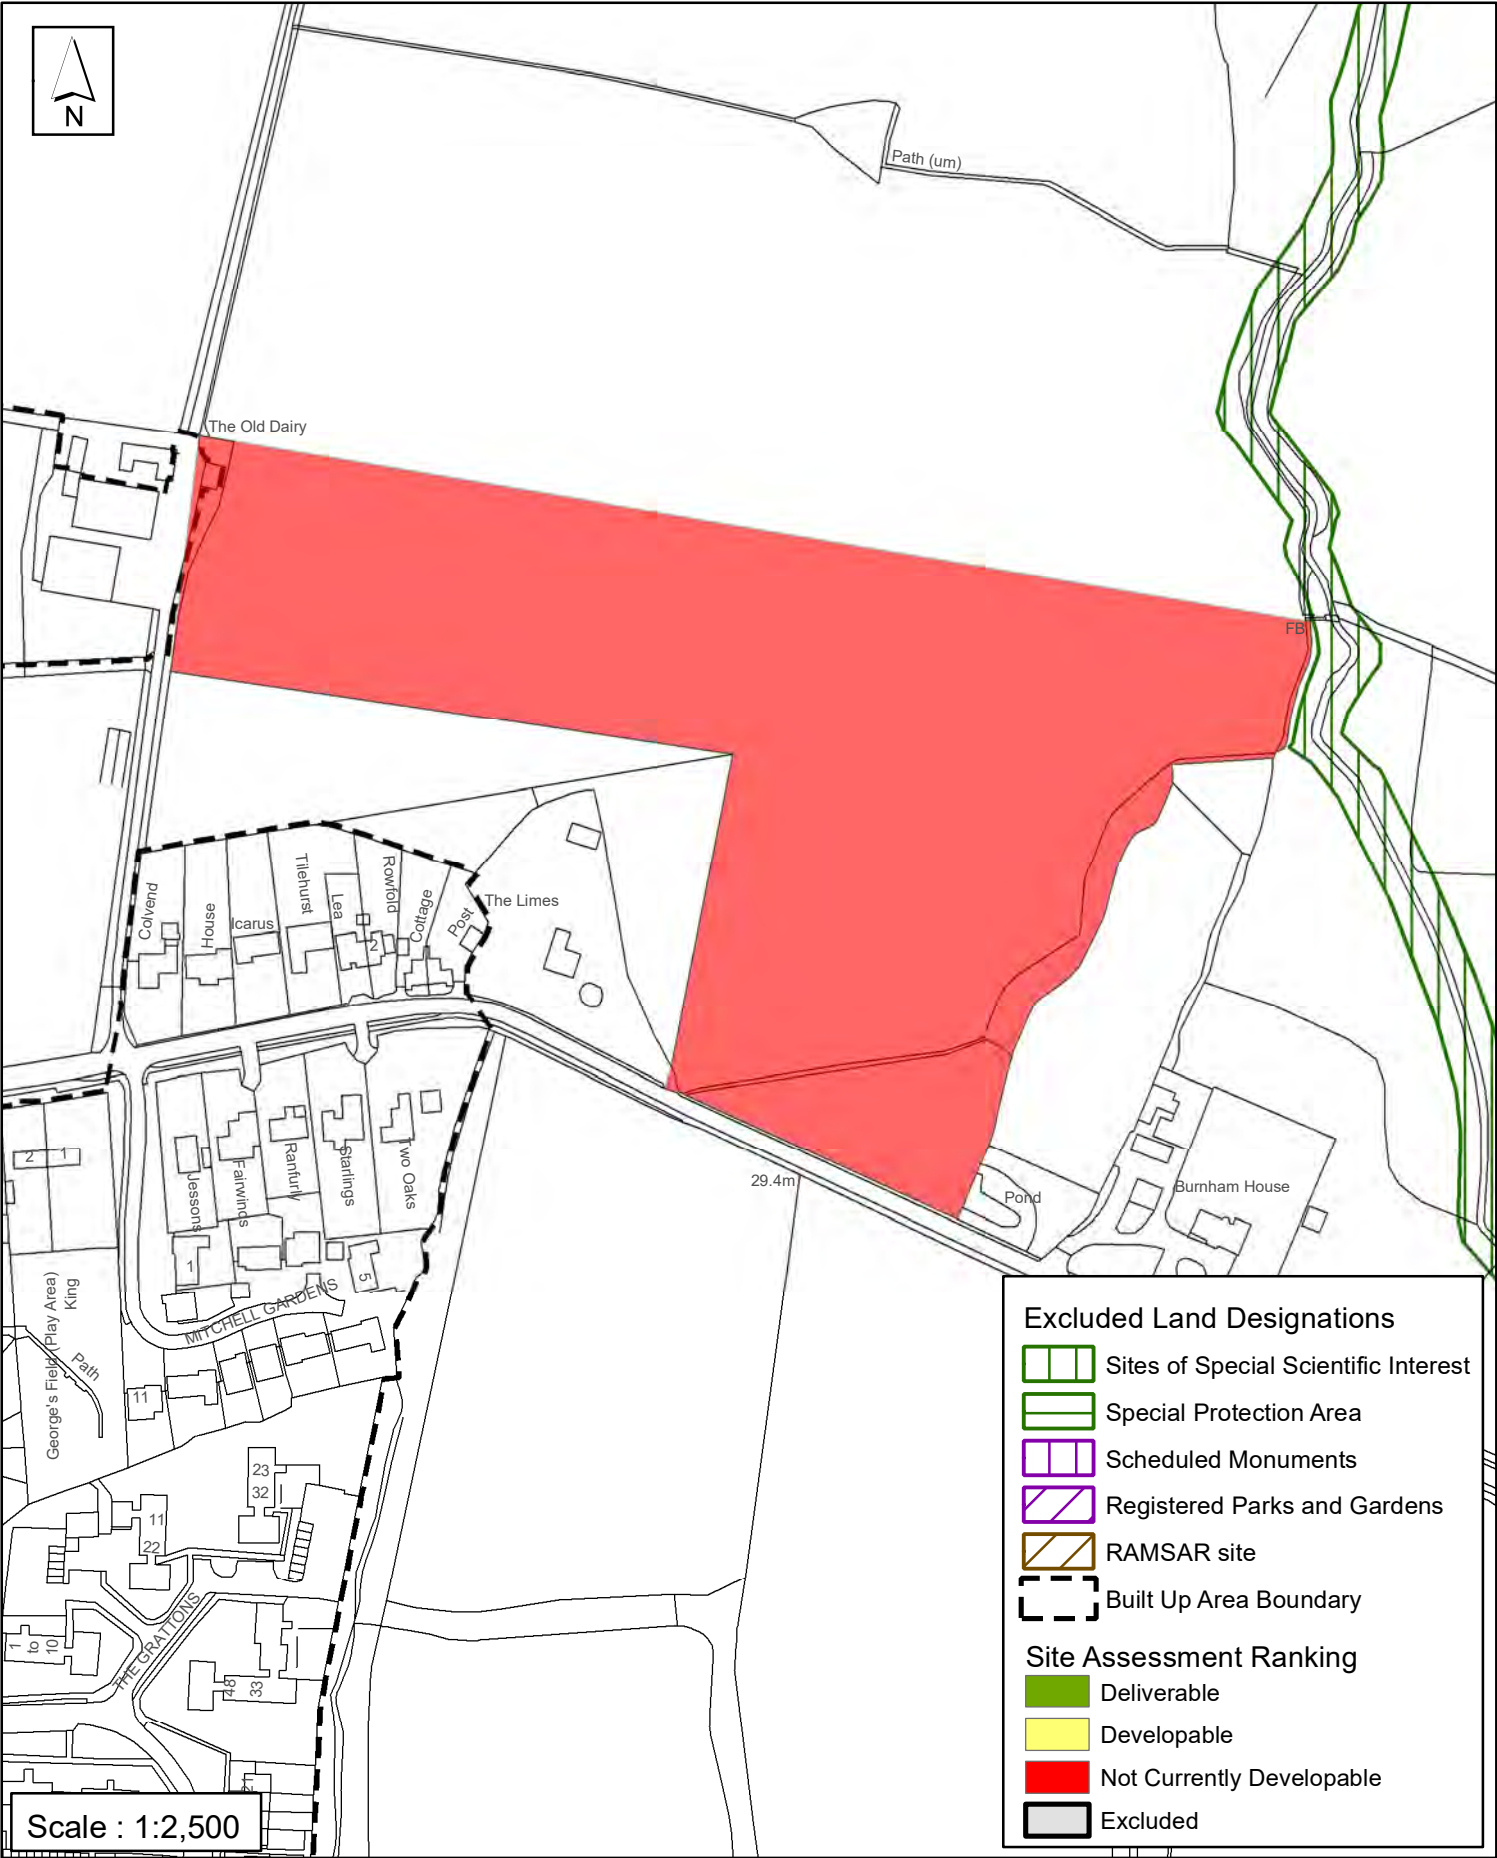 N
Path (um)
The Old Dairy
FB
Colvend
House
Icarus
Tilehurst
Lea
2
Rowfold
Cottage
Post
The Limes
2
1
Jessons
Fairwinds
Ranfurly
Starlings
Two Oaks
29.4m
Pond
Burnham House
1
5
MITCHELL GARDENS
King
George's Field (Play Area)
Path
11
23
32
11
22
THE GRATTONS
1
to
10
48
33
21
Scale : 1:2,500
Excluded Land Designations
Sites of Special Scientific Interest
Special Protection Area
Scheduled Monuments
Registered Parks and Gardens
RAMSAR site
Built Up Area Boundary
Site Assessment Ranking
Deliverable
Developable
Not Currently Developable
Excluded